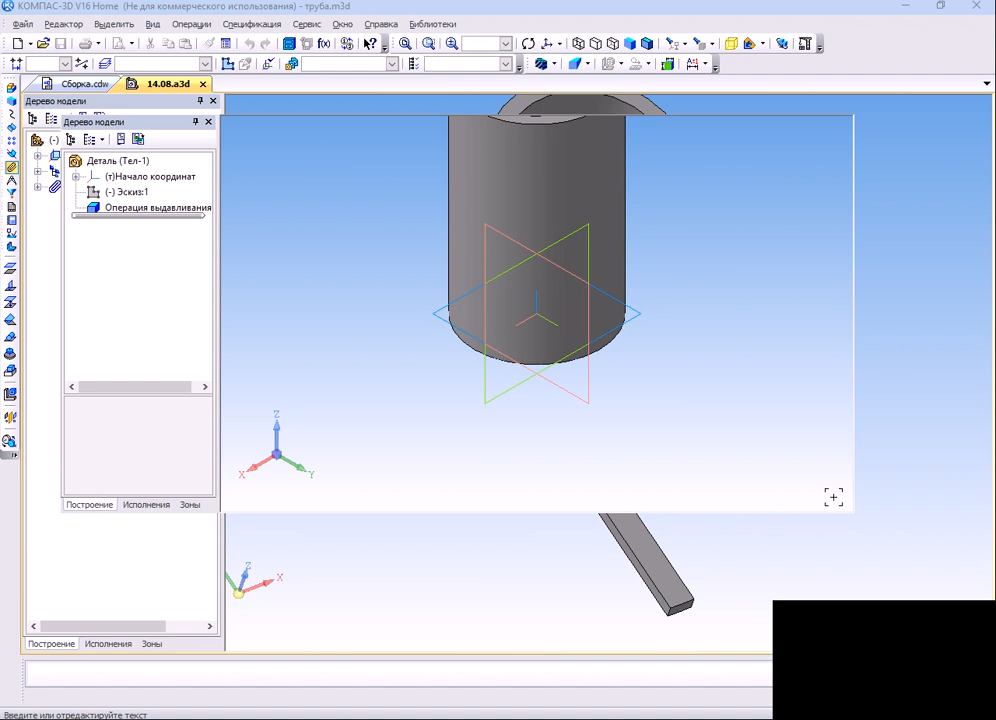 КОМПАС-3D V16 Home (Не для коммерческого использования) - труба.m3d
Файл Редактор Выделить Вид Операции Спецификация Сервис Окно Справка Библиотеки
f(x)
Сборка.cdw 14.08.a3d
Дерево модели
Дерево модели
(-)
Деталь (Тел-1)
(т)Начало координат
(-) Эскиз:1
Операция выдавливания
Z
X
Y
Построение Исполнения Зоны
Z
X
Построение Исполнения Зоны
Введите или отредактируйте текст